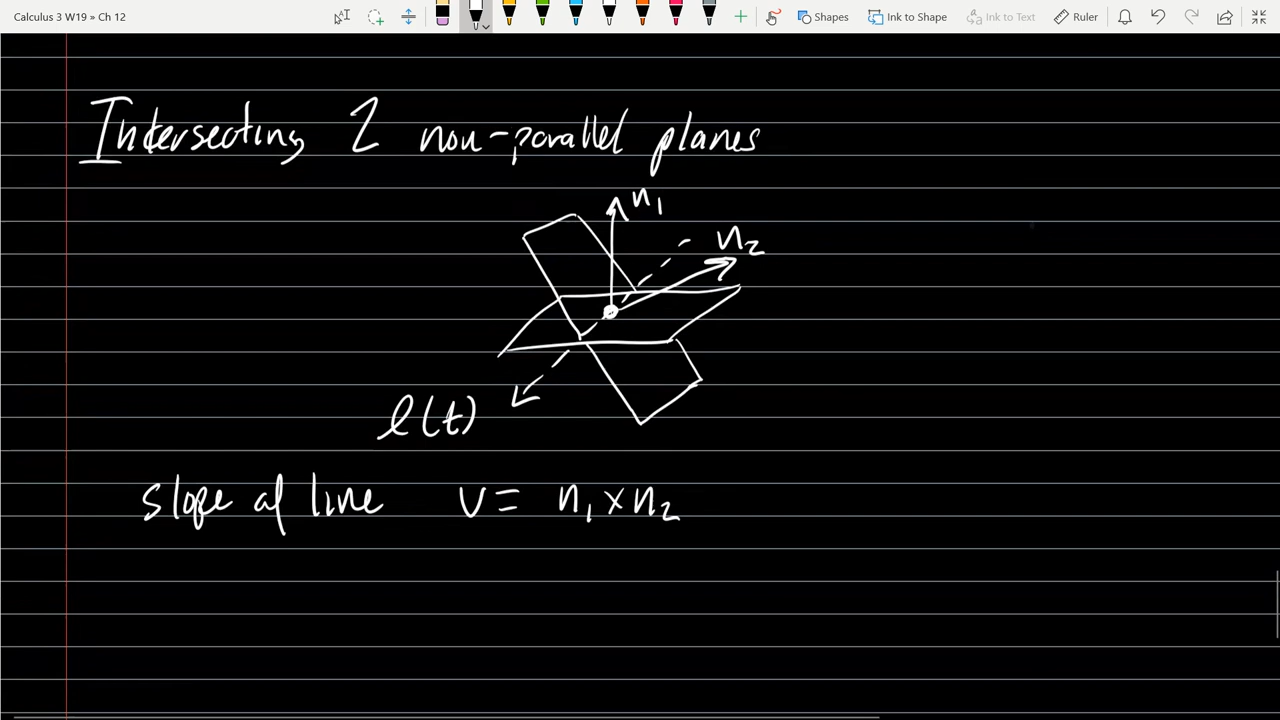 Calculus 3 W19 » Ch 12
Shapes
Ink to Shape
Ink to Text
Ruler
Intersecting 2 non-parallel planes
n1
n2
l(t)
slope of line v = n1 × n2